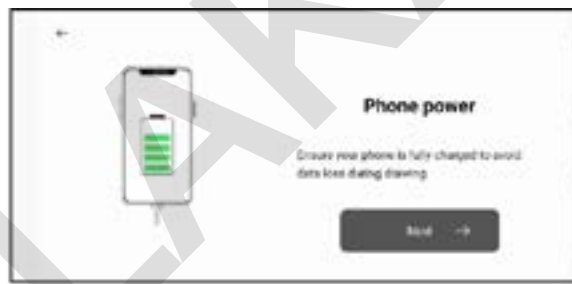 Phone power
Ensure your phone is fully charged to avoid
data loss during drawing
Next